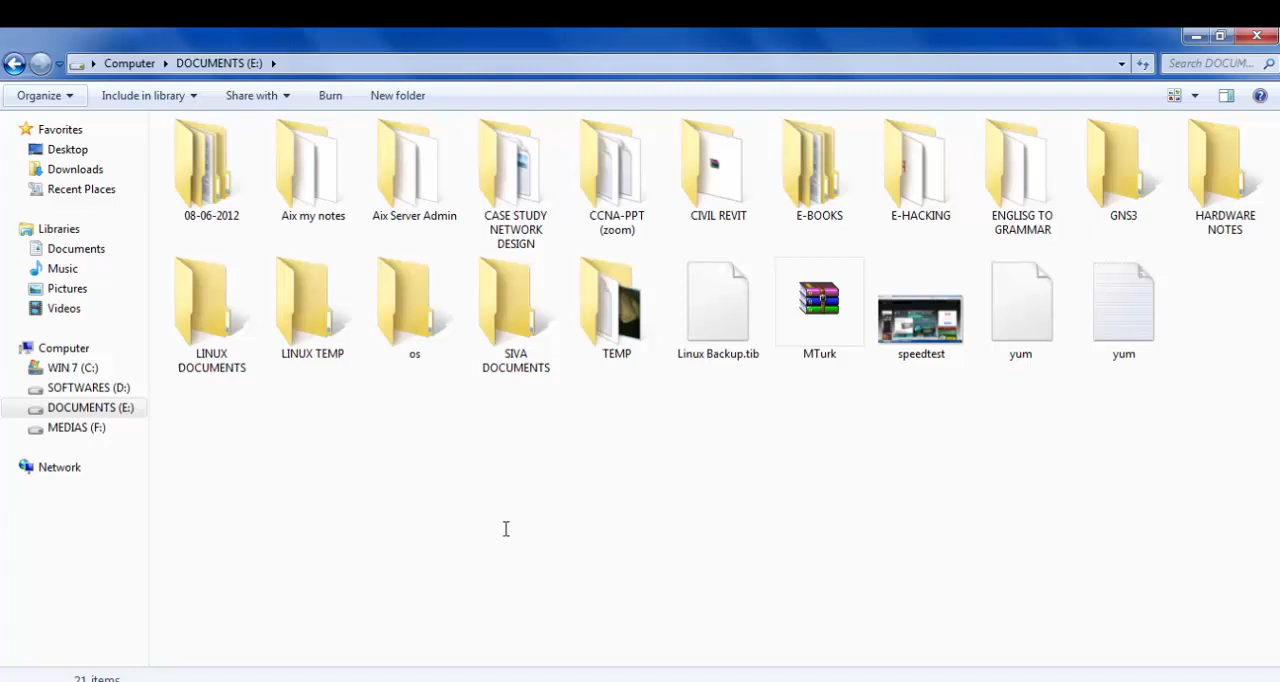 Computer DOCUMENTS (E:) Search DOCUM...
Organize Include in library Share with Burn New folder
Favorites
Desktop
Downloads
Recent Places
Libraries
Documents
Music
Pictures
Videos
Computer
WIN 7 (C:)
SOFTWARES (D:)
DOCUMENTS (E:)
MEDIAS (F:)
Network
08-06-2012
Aix my notes
Aix Server Admin
CASE STUDY
NETWORK
DESIGN
CCNA-PPT
(zoom)
CIVIL REVIT
E-BOOKS
E-HACKING
ENGLISG TO
GRAMMAR
GNS3
HARDWARE
NOTES
LINUX
DOCUMENTS
LINUX TEMP
os
SIVA
DOCUMENTS
TEMP
Linux Backup.tib
MTurk
speedtest
yum
yum
21 items